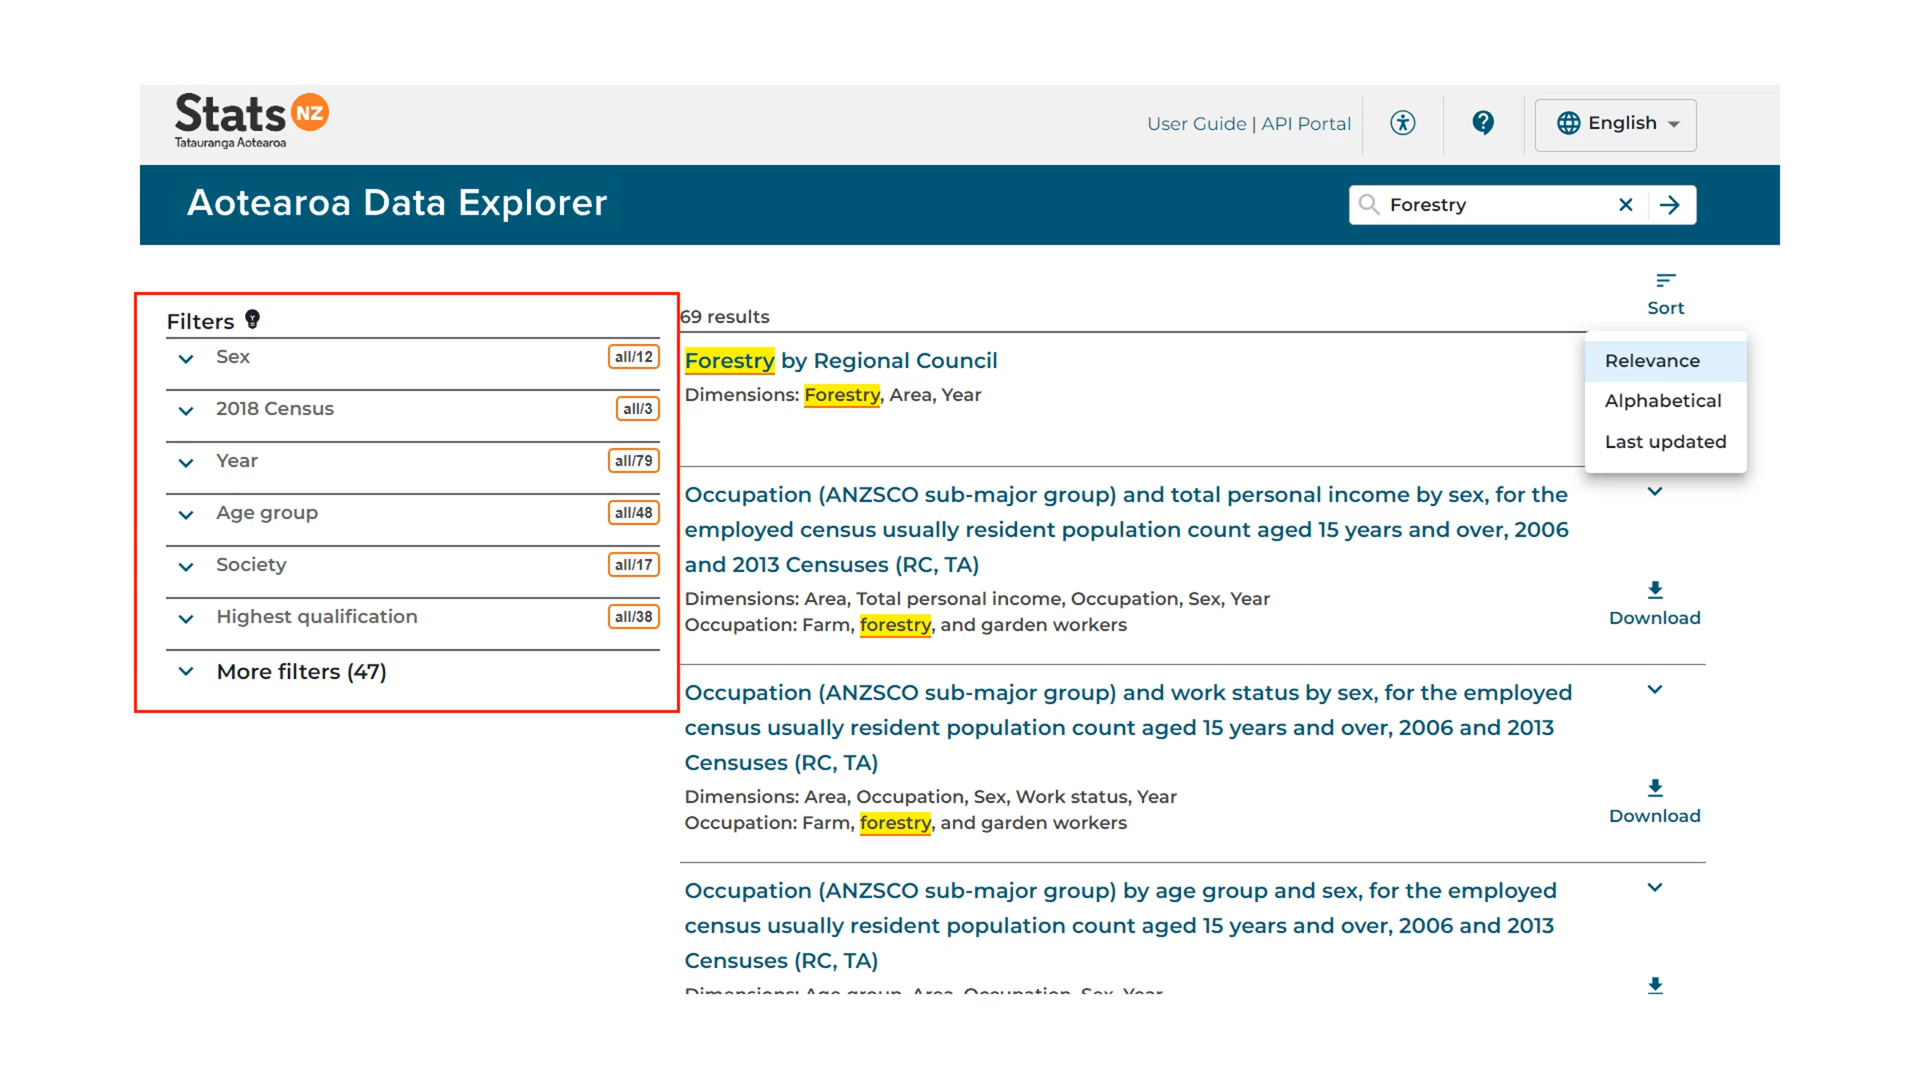 Stats NZ
Tatauranga Aotearoa
User Guide | API Portal
English
Aotearoa Data Explorer
Forestry
Sort
Filters
Sex all/12
2018 Census all/3
Year all/79
Age group all/48
Society all/17
Highest qualification all/38
More filters (47)
69 results
Forestry by Regional Council
Dimensions: Forestry, Area, Year
Relevance
Alphabetical
Last updated
Occupation (ANZSCO sub-major group) and total personal income by sex, for the
employed census usually resident population count aged 15 years and over, 2006
and 2013 Censuses (RC, TA)
Dimensions: Area, Total personal income, Occupation, Sex, Year
Occupation: Farm, forestry, and garden workers
Download
Occupation (ANZSCO sub-major group) and work status by sex, for the employed
census usually resident population count aged 15 years and over, 2006 and 2013
Censuses (RC, TA)
Dimensions: Area, Occupation, Sex, Work status, Year
Occupation: Farm, forestry, and garden workers
Download
Occupation (ANZSCO sub-major group) by age group and sex, for the employed
census usually resident population count aged 15 years and over, 2006 and 2013
Censuses (RC, TA)
Dimensions: Age group, Area, Occupation, Sex, Year